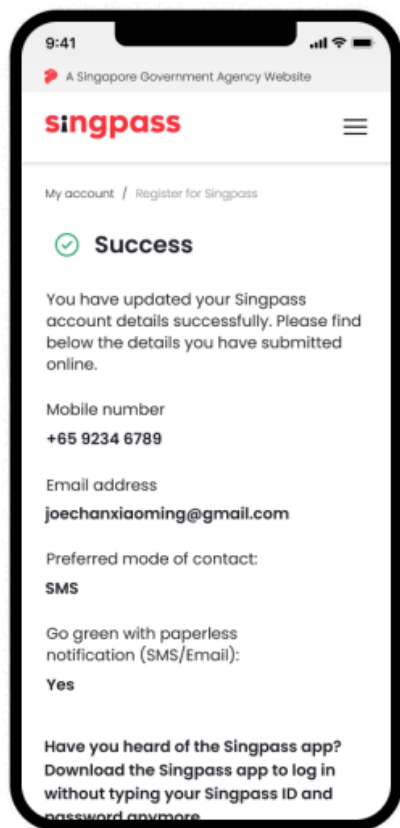 9:41
A Singapore Government Agency Website
singpass
My account / Register for Singpass
Success
You have updated your Singpass
account details successfully. Please find
below the details you have submitted
online.
Mobile number
+65 9234 6789
Email address
joechanxiaoming@gmail.com
Preferred mode of contact:
SMS
Go green with paperless
notification (SMS/Email):
Yes
Have you heard of the Singpass app?
Download the Singpass app to log in
without typing your Singpass ID and
password anymore